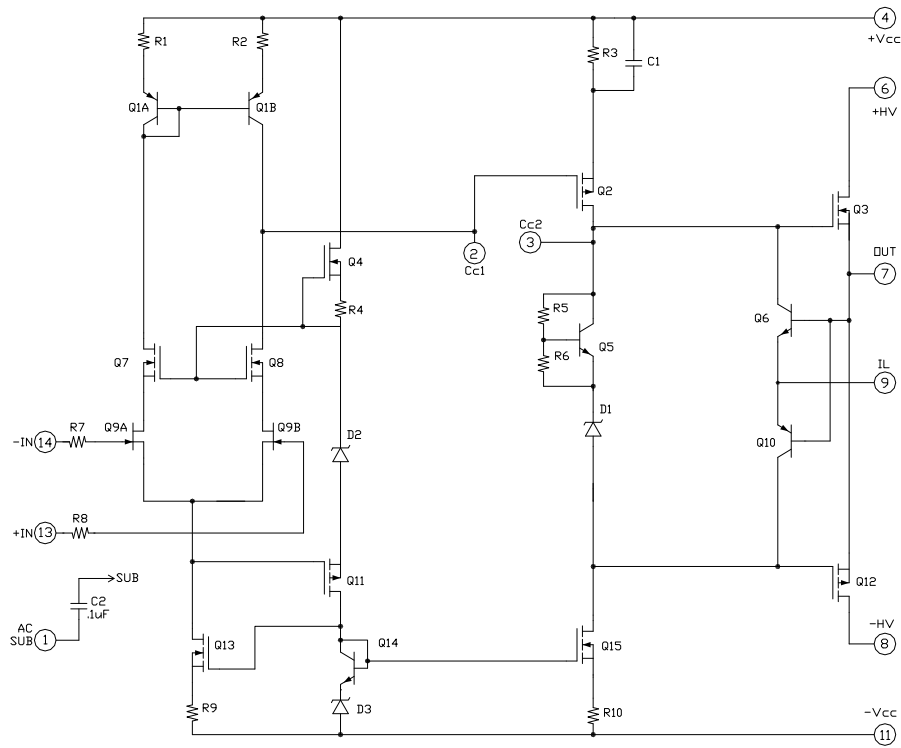 R1
R2
R3
C1
4
+Vcc
Q1A
Q1B
6
+HV
Q2
Q3
Cc2
3
2
Cc1
OUT
7
Q4
R4
R5
Q5
R6
Q6
Q7
Q8
IL
9
D1
R7
Q9A
Q9B
-IN
14
D2
Q10
R8
+IN
13
SUB
C2
.1uF
Q11
Q12
AC
SUB
1
Q13
Q14
Q15
-HV
8
R9
D3
R10
-Vcc
11